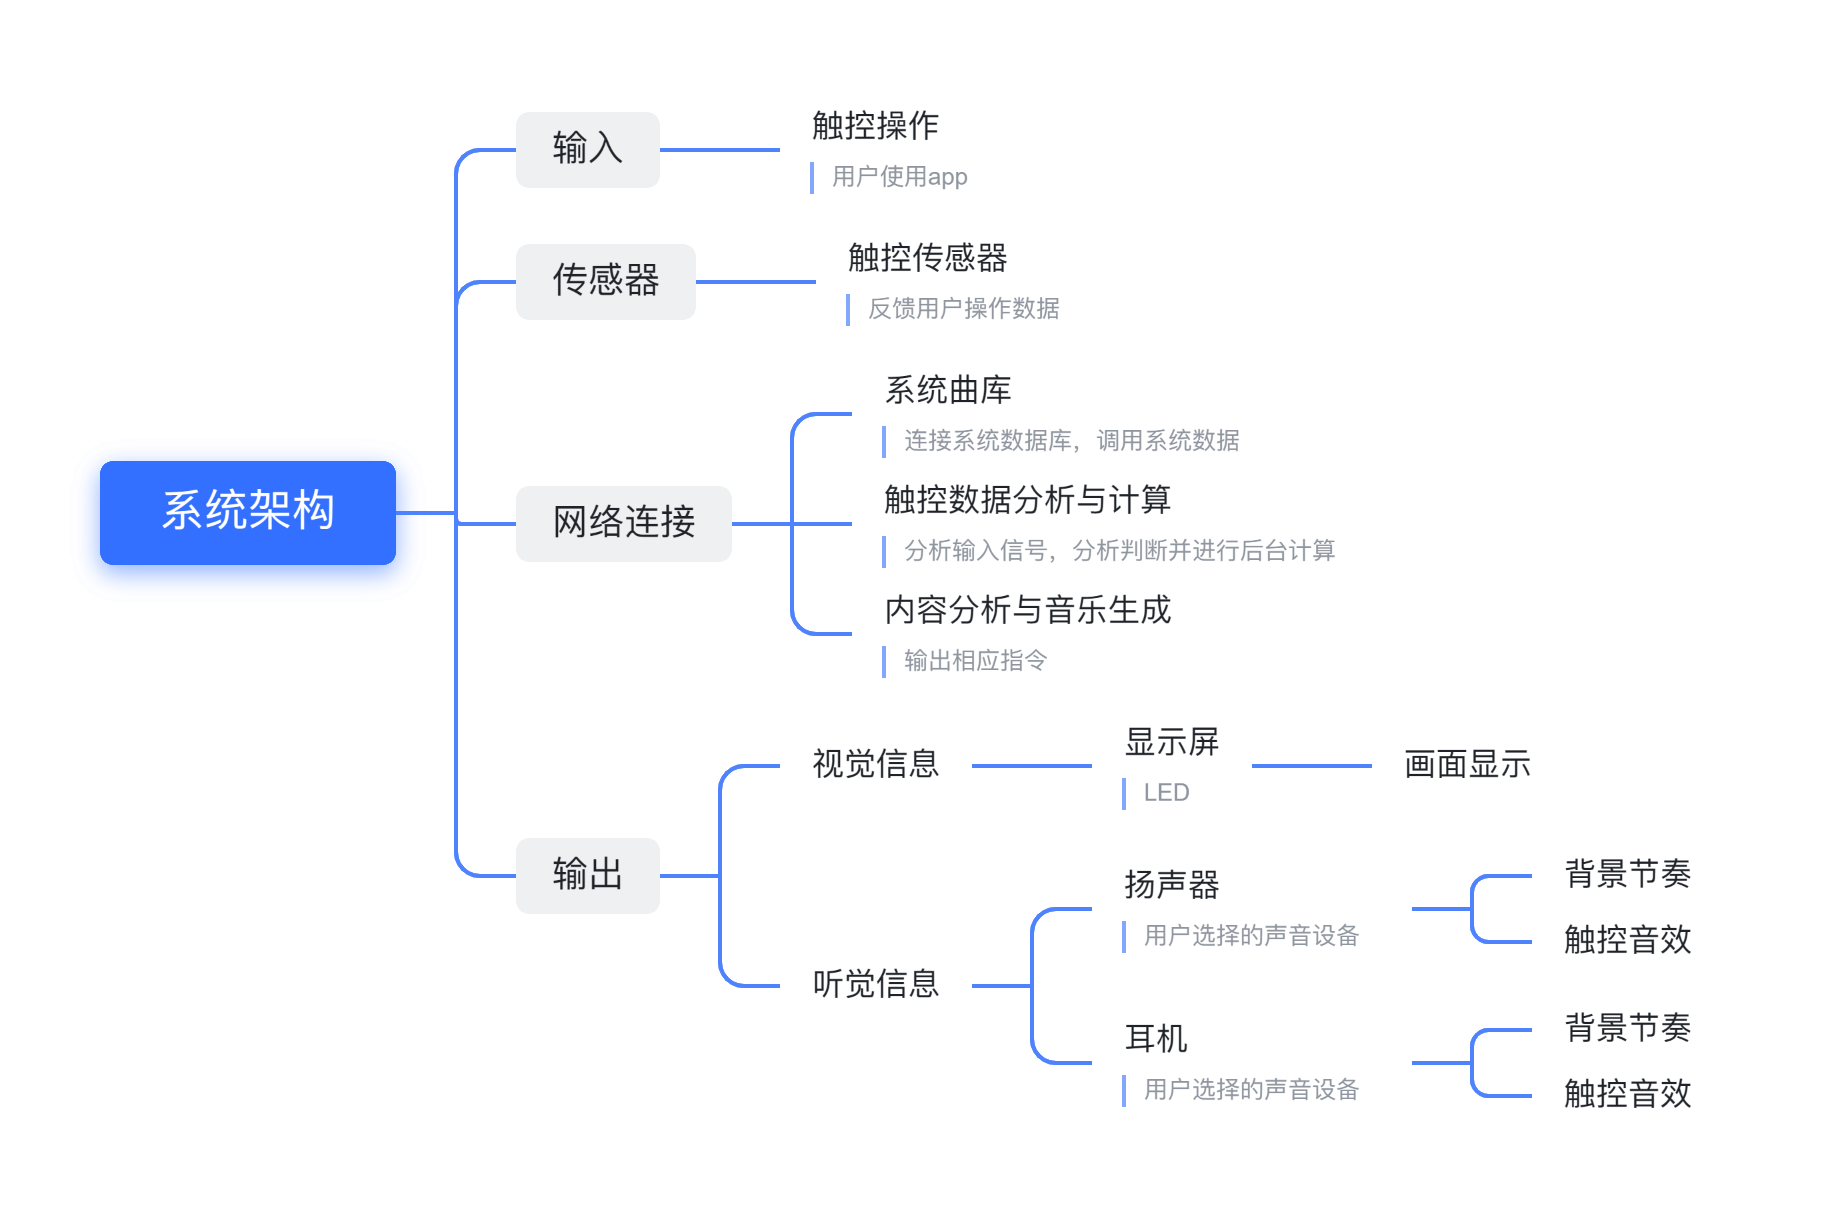 系统架构
输入
触控操作
用户使用app
传感器
触控传感器
反馈用户操作数据
网络连接
系统曲库
连接系统数据库，调用系统数据
触控数据分析与计算
分析输入信号，分析判断并进行后台计算
内容分析与音乐生成
输出相应指令
输出
视觉信息
显示屏
LED
画面显示
听觉信息
扬声器
用户选择的声音设备
背景节奏
触控音效
耳机
用户选择的声音设备
背景节奏
触控音效